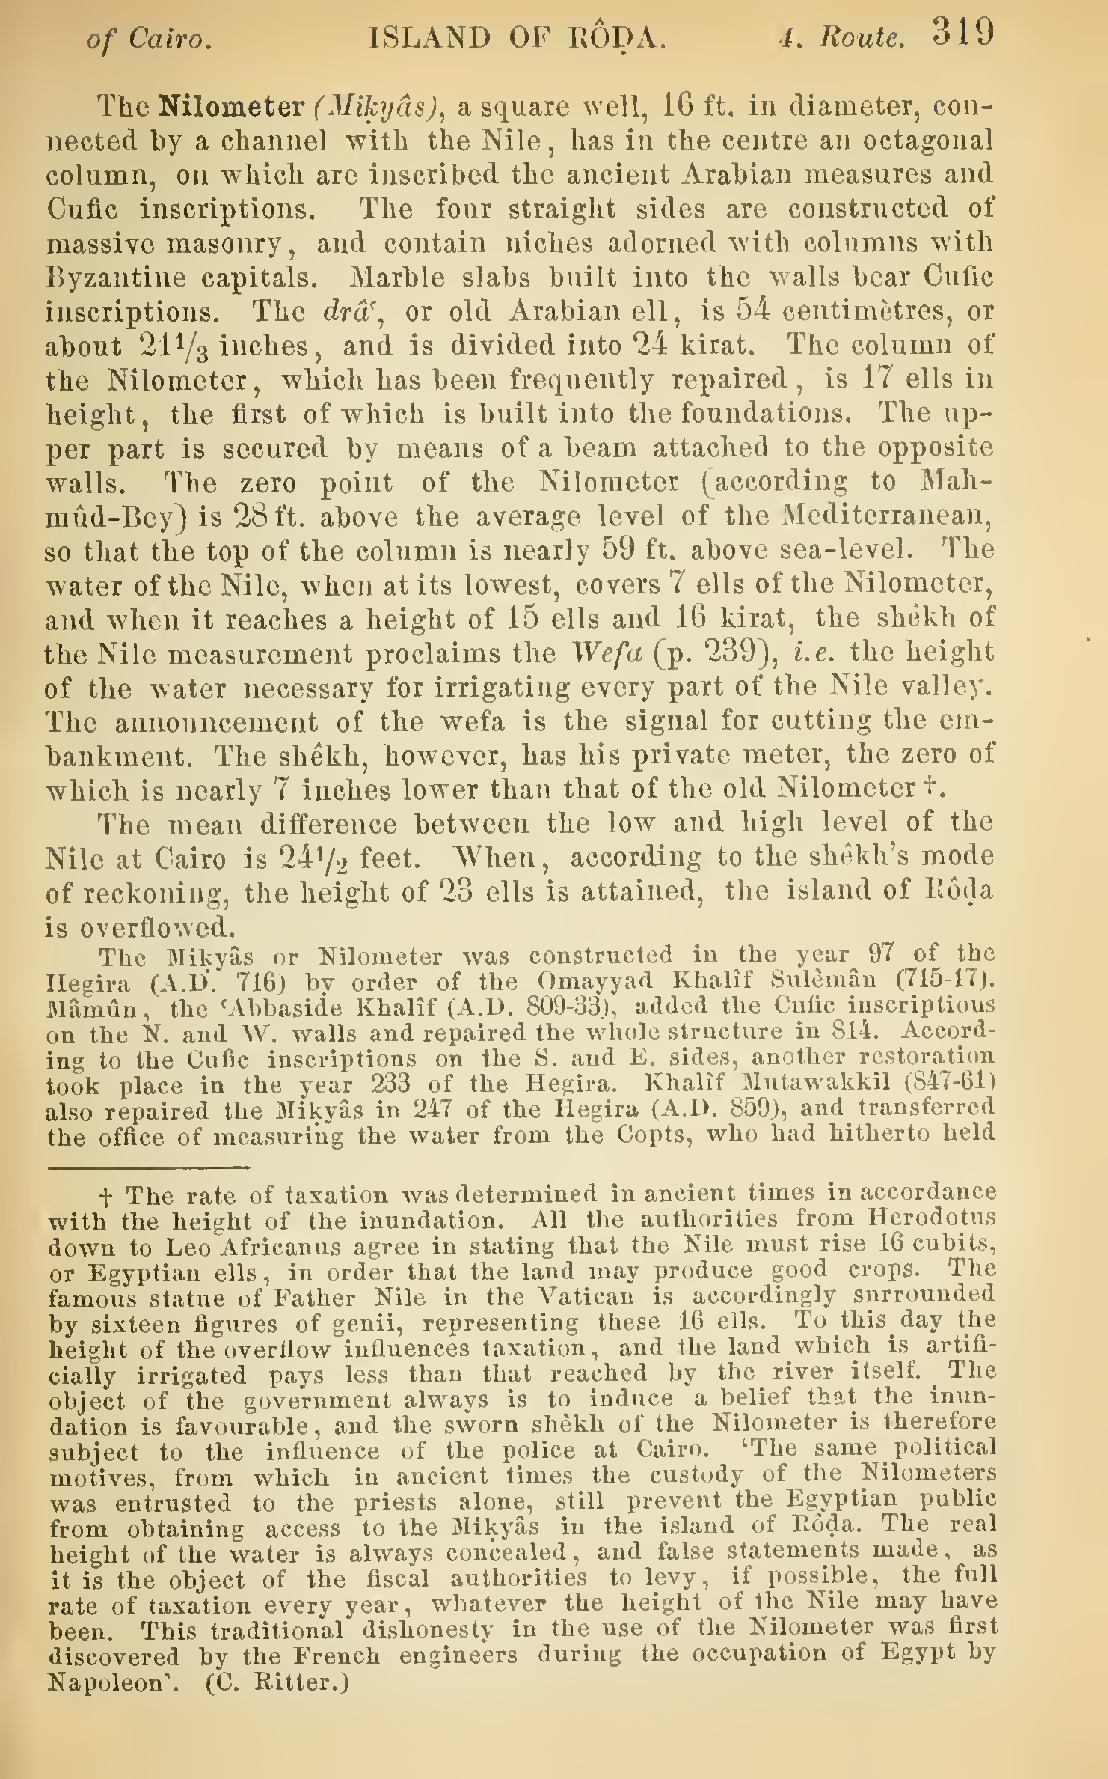 of Cairo. ISLAND OF RÔḌA. 4. Route. 319
The Nilometer (Miḳyâs), a square well, 16 ft. in diameter, con-
nected by a channel with the Nile, has in the centre an octagonal
column, on which are inscribed the ancient Arabian measures and
Cufic inscriptions. The four straight sides are constructed of
massive masonry, and contain niches adorned with columns with
Byzantine capitals. Marble slabs built into the walls bear Cufic
inscriptions. The drâʿ, or old Arabian ell, is 54 centimètres, or
about 21 1/3 inches, and is divided into 24 kirat. The column of
the Nilometer, which has been frequently repaired, is 17 ells in
height, the first of which is built into the foundations. The up-
per part is secured by means of a beam attached to the opposite
walls. The zero point of the Nilometer (according to Mah-
mûd-Bey) is 28 ft. above the average level of the Mediterranean,
so that the top of the column is nearly 59 ft. above sea-level. The
water of the Nile, when at its lowest, covers 7 ells of the Nilometer,
and when it reaches a height of 15 ells and 16 kirat, the shêkh of
the Nile measurement proclaims the Wefa (p. 239), i.e. the height
of the water necessary for irrigating every part of the Nile valley.
The announcement of the wefa is the signal for cutting the em-
bankment. The shêkh, however, has his private meter, the zero of
which is nearly 7 inches lower than that of the old Nilometer †.
The mean difference between the low and high level of the
Nile at Cairo is 24 1/2 feet. When, according to the shêkh's mode
of reckoning, the height of 23 ells is attained, the island of Rôḍa
is overflowed.
The Miḳyâs or Nilometer was constructed in the year 97 of the
Hegira (A.D. 716) by order of the Omayyad Khalîf Sulêmân (715-17).
Mâmûn, the ʿAbbaside Khalîf (A.D. 809-33), added the Cufic inscriptions
on the N. and W. walls and repaired the whole structure in 814. Accord-
ing to the Cufic inscriptions on the S. and E. sides, another restoration
took place in the year 233 of the Hegira. Khalîf Mutawakkil (847-61)
also repaired the Miḳyâs in 247 of the Hegira (A.D. 859), and transferred
the office of measuring the water from the Copts, who had hitherto held
† The rate of taxation was determined in ancient times in accordance
with the height of the inundation. All the authorities from Herodotus
down to Leo Africanus agree in stating that the Nile must rise 16 cubits,
or Egyptian ells, in order that the land may produce good crops. The
famous statue of Father Nile in the Vatican is accordingly surrounded
by sixteen figures of genii, representing these 16 ells. To this day the
height of the overflow influences taxation, and the land which is artifi-
cially irrigated pays less than that reached by the river itself. The
object of the government always is to induce a belief that the inun-
dation is favourable, and the sworn shêkh of the Nilometer is therefore
subject to the influence of the police at Cairo. 'The same political
motives, from which in ancient times the custody of the Nilometers
was entrusted to the priests alone, still prevent the Egyptian public
from obtaining access to the Miḳyâs in the island of Rôḍa. The real
height of the water is always concealed, and false statements made, as
it is the object of the fiscal authorities to levy, if possible, the full
rate of taxation every year, whatever the height of the Nile may have
been. This traditional dishonesty in the use of the Nilometer was first
discovered by the French engineers during the occupation of Egypt by
Napoleon'. (C. Ritter.)